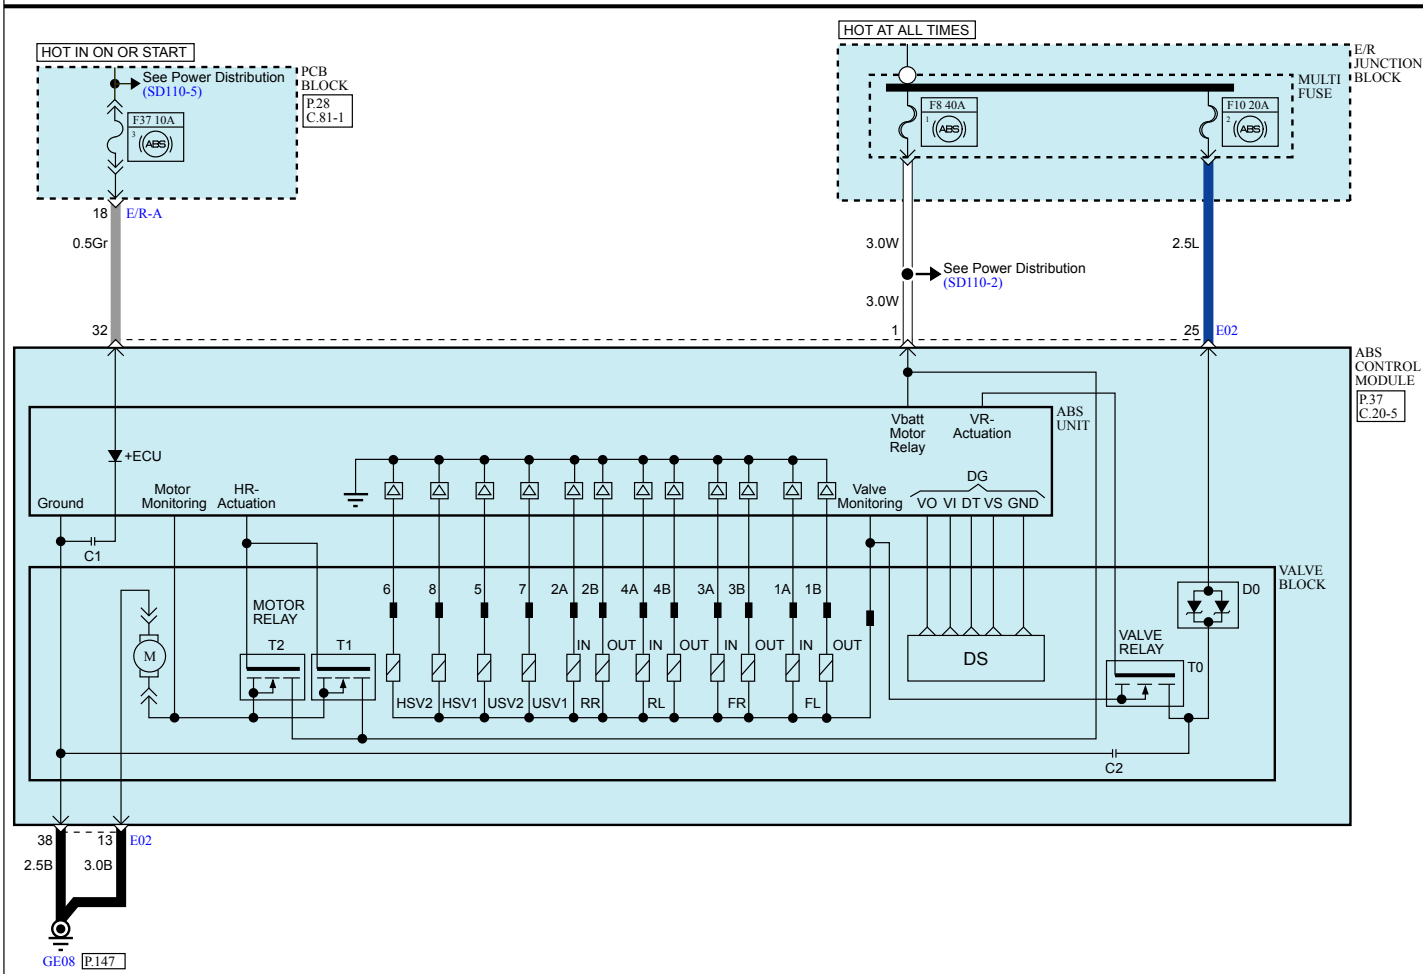 HOT IN ON OR START
See Power Distribution
(SD110-5)
PCB
BLOCK
P.28
C.81-1
F37 10A
3
ABS
18
E/R-A
0.5Gr
32
HOT AT ALL TIMES
E/R
JUNCTION
BLOCK
MULTI
FUSE
F8 40A
1
ABS
F10 20A
2
ABS
3.0W
2.5L
See Power Distribution
(SD110-2)
3.0W
1
25
E02
ABS
CONTROL
MODULE
P.37
C.20-5
ABS
UNIT
+ECU
Ground
Motor
Monitoring
HR-
Actuation
Vbatt
Motor
Relay
VR-
Actuation
Valve
Monitoring
DG
VO VI DT VS GND
C1
VALVE
BLOCK
6 8 5 7 2A 2B 4A 4B 3A 3B 1A 1B
D0
MOTOR
RELAY
T2
T1
M
IN OUT IN OUT IN OUT IN OUT
HSV2 HSV1 USV2 USV1 RR RL FR FL
DS
VALVE
RELAY
T0
C2
38
13
E02
2.5B
3.0B
GE08
P.147